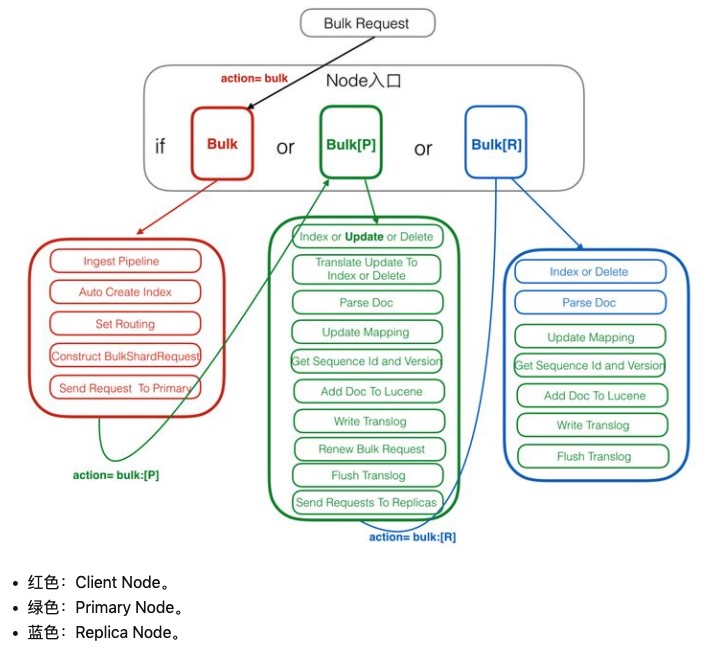 Bulk Request
action= bulk
Node入口
if
Bulk
or
Bulk[P]
or
Bulk[R]
Ingest Pipeline
Auto Create Index
Set Routing
Construct BulkShardRequest
Send Request To Primary
action= bulk:[P]
Index or Update or Delete
Translate Update To
Index or Delete
Parse Doc
Update Mapping
Get Sequence Id and Version
Add Doc To Lucene
Write Translog
Renew Bulk Request
Flush Translog
Send Requests To Replicas
action= bulk:[R]
Index or Delete
Parse Doc
Update Mapping
Get Sequence Id and Version
Add Doc To Lucene
Write Translog
Flush Translog
• 红色：Client Node。
• 绿色：Primary Node。
• 蓝色：Replica Node。